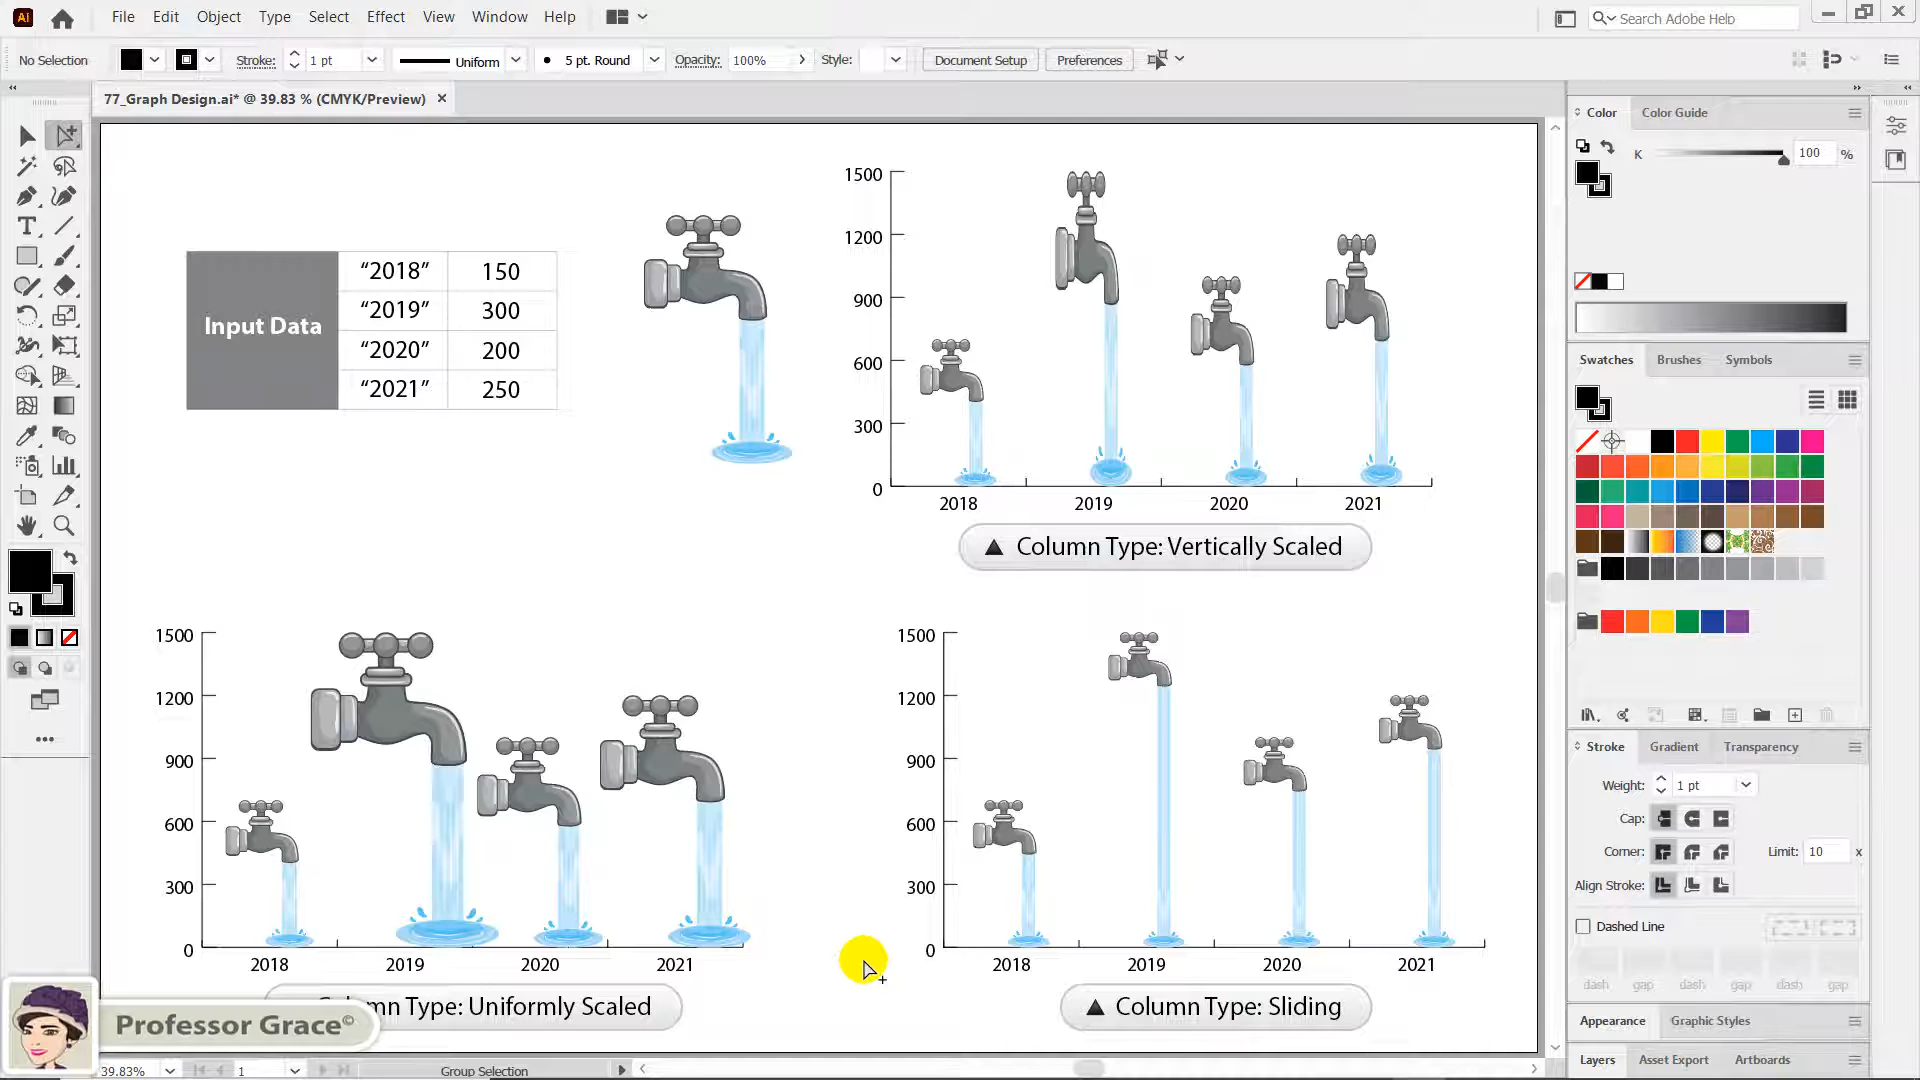 Ai File Edit Object Type Select Effect View Window Help Search Adobe Help
No Selection Stroke: 1 pt Uniform 5 pt. Round Opacity: 100% Style: Document Setup Preferences
77_Graph Design.ai* @ 39.83 % (CMYK/Preview)
Input Data
“2018” 150
“2019” 300
“2020” 200
“2021” 250
1500
1200
900
600
300
0
2018 2019 2020 2021
▲ Column Type: Vertically Scaled
1500
1200
900
600
300
0
2018 2019 2020 2021
Column Type: Uniformly Scaled
1500
1200
900
600
300
0
2018 2019 2020 2021
▲ Column Type: Sliding
Professor Grace©
39.83% 1 Group Selection
Color Color Guide
K 100 %
Swatches Brushes Symbols
Stroke Gradient Transparency
Weight: 1 pt
Cap:
Corner: Limit: 10 x
Align Stroke:
Dashed Line
dash gap dash gap dash gap
Appearance Graphic Styles
Layers Asset Export Artboards